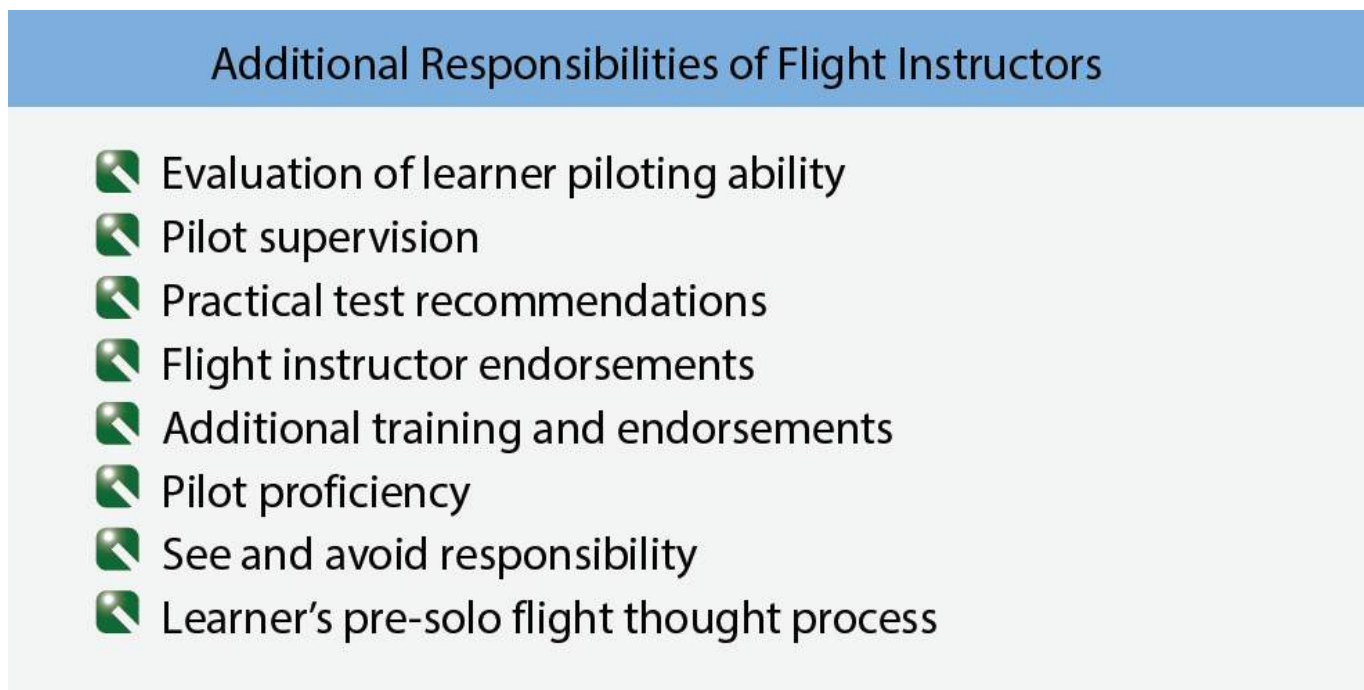 Additional Responsibilities of Flight Instructors
Evaluation of learner piloting ability
Pilot supervision
Practical test recommendations
Flight instructor endorsements
Additional training and endorsements
Pilot proficiency
See and avoid responsibility
Learner’s pre-solo flight thought process